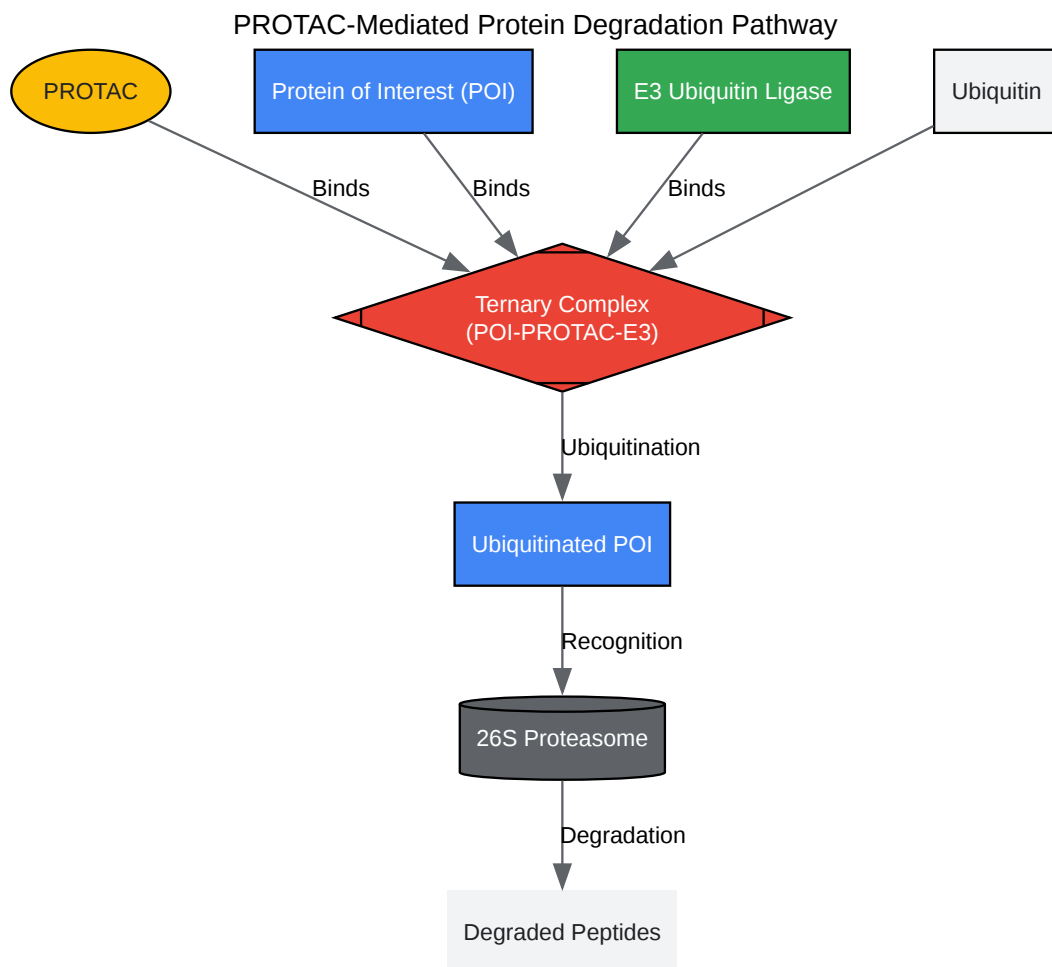 PROTAC-Mediated Protein Degradation Pathway
PROTAC
Protein of Interest (POI)
E3 Ubiquitin Ligase
Ubiquitin
Binds
Binds
Binds
Ternary Complex
(POI-PROTAC-E3)
Ubiquitination
Ubiquitinated POI
Recognition
26S Proteasome
Degradation
Degraded Peptides